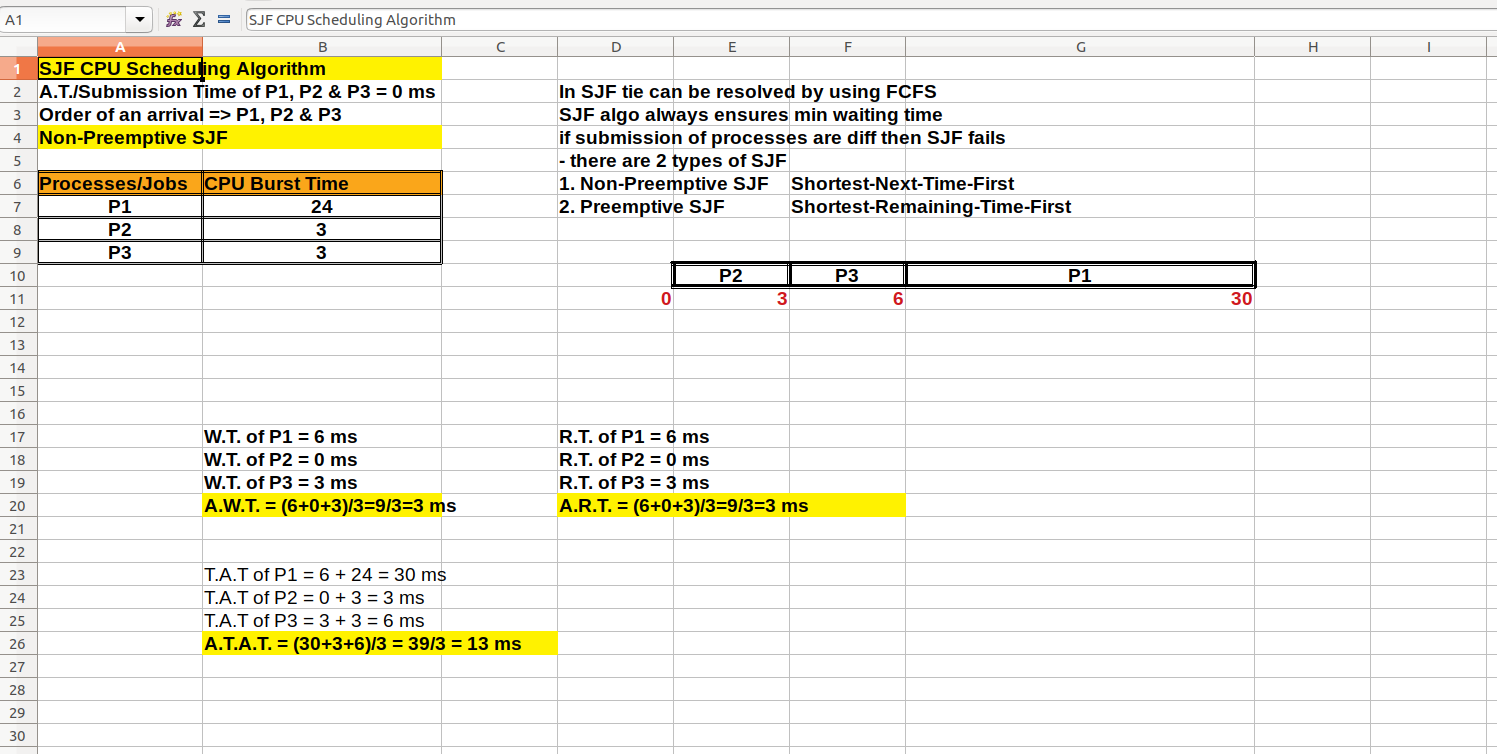 A1 SJF CPU Scheduling Algorithm
A B C D E F G H I
1 SJF CPU Scheduling Algorithm
2 A.T./Submission Time of P1, P2 & P3 = 0 ms In SJF tie can be resolved by using FCFS
3 Order of an arrival => P1, P2 & P3 SJF algo always ensures min waiting time
4 Non-Preemptive SJF if submission of processes are diff then SJF fails
5 - there are 2 types of SJF
6 Processes/Jobs CPU Burst Time 1. Non-Preemptive SJF Shortest-Next-Time-First
7 P1 24 2. Preemptive SJF Shortest-Remaining-Time-First
8 P2 3
9 P3 3
10 P2 P3 P1
11 0 3 6 30
12
13
14
15
16
17 W.T. of P1 = 6 ms R.T. of P1 = 6 ms
18 W.T. of P2 = 0 ms R.T. of P2 = 0 ms
19 W.T. of P3 = 3 ms R.T. of P3 = 3 ms
20 A.W.T. = (6+0+3)/3=9/3=3 ms A.R.T. = (6+0+3)/3=9/3=3 ms
21
22
23 T.A.T of P1 = 6 + 24 = 30 ms
24 T.A.T of P2 = 0 + 3 = 3 ms
25 T.A.T of P3 = 3 + 3 = 6 ms
26 A.T.A.T. = (30+3+6)/3 = 39/3 = 13 ms
27
28
29
30